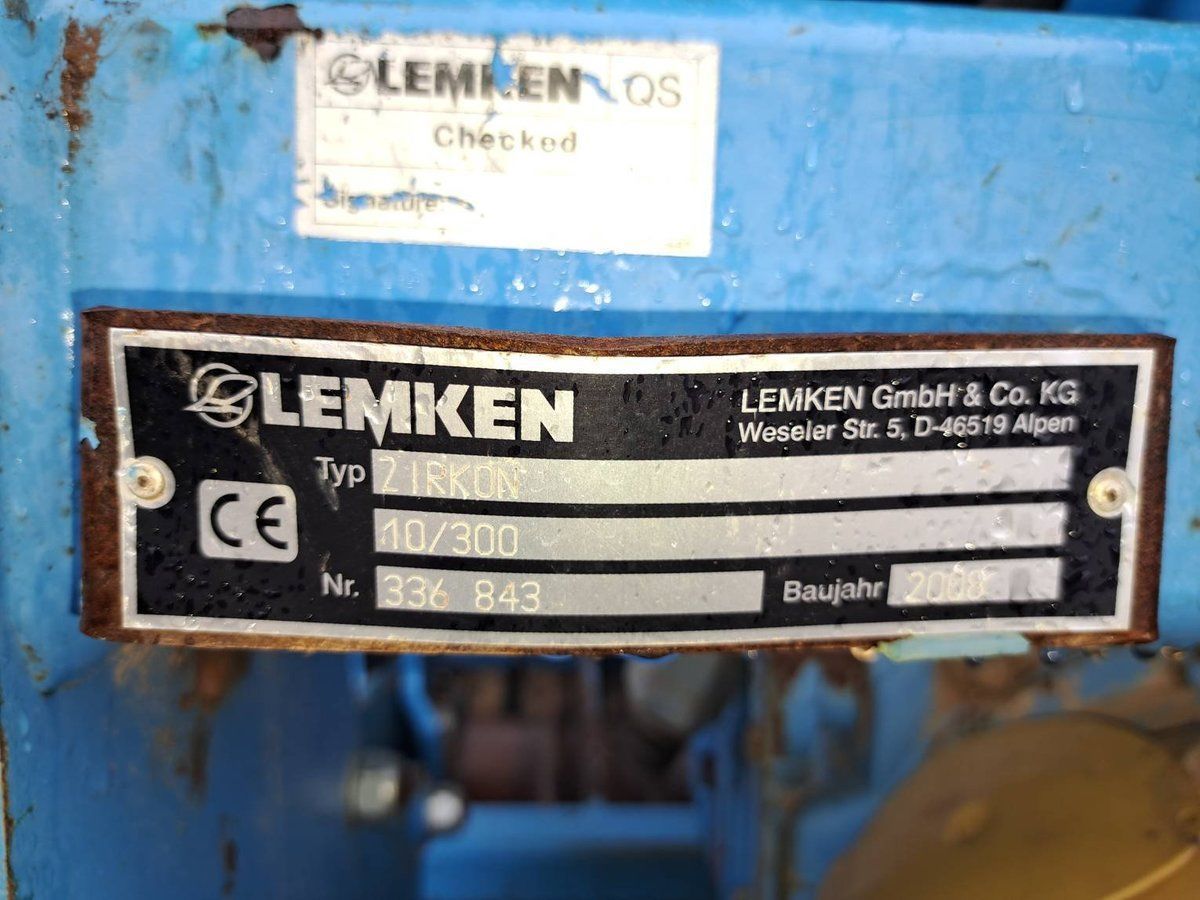 LEMKEN QS
Checked
Signature:
LEMKEN
LEMKEN GmbH & Co. KG
Weseler Str. 5, D-46519 Alpen
Typ ZIRKON
10/300
CE
Nr. 336 843 Baujahr 2008